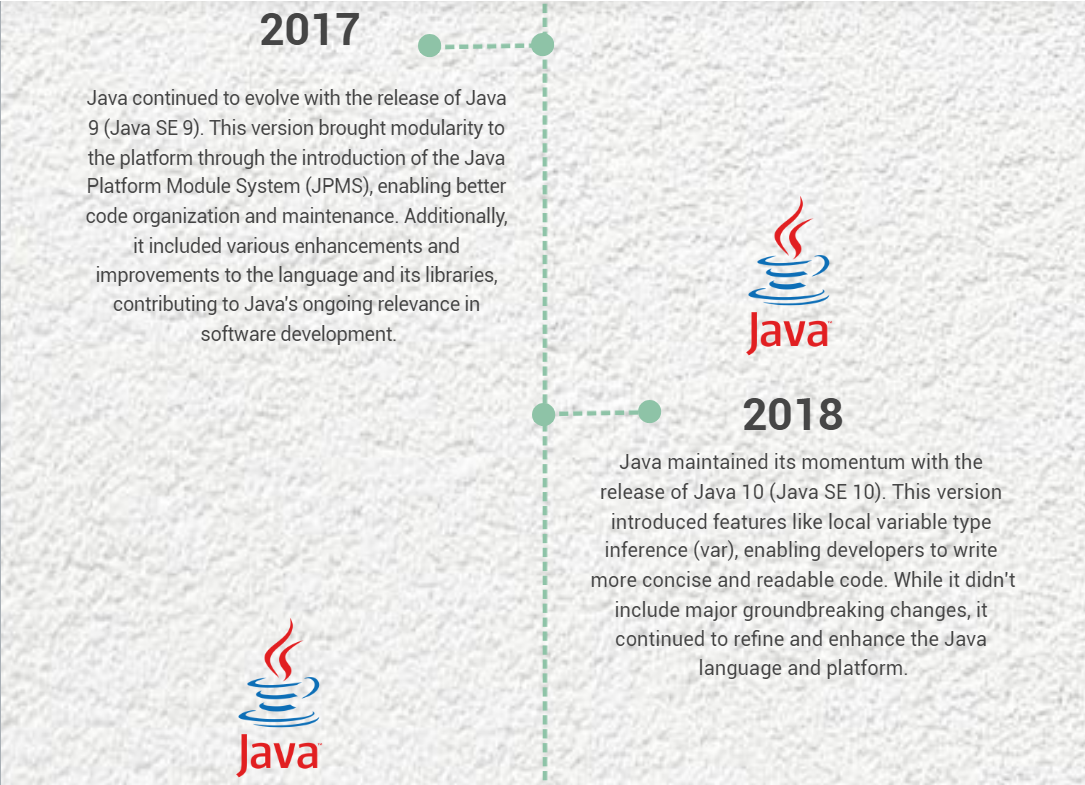 2017
Java continued to evolve with the release of Java
9 (Java SE 9). This version brought modularity to
the platform through the introduction of the Java
Platform Module System (JPMS), enabling better
code organization and maintenance. Additionally,
it included various enhancements and
improvements to the language and its libraries,
contributing to Java's ongoing relevance in
software development.
Java™
2018
Java maintained its momentum with the
release of Java 10 (Java SE 10). This version
introduced features like local variable type
inference (var), enabling developers to write
more concise and readable code. While it didn't
include major groundbreaking changes, it
continued to refine and enhance the Java
language and platform.
Java™